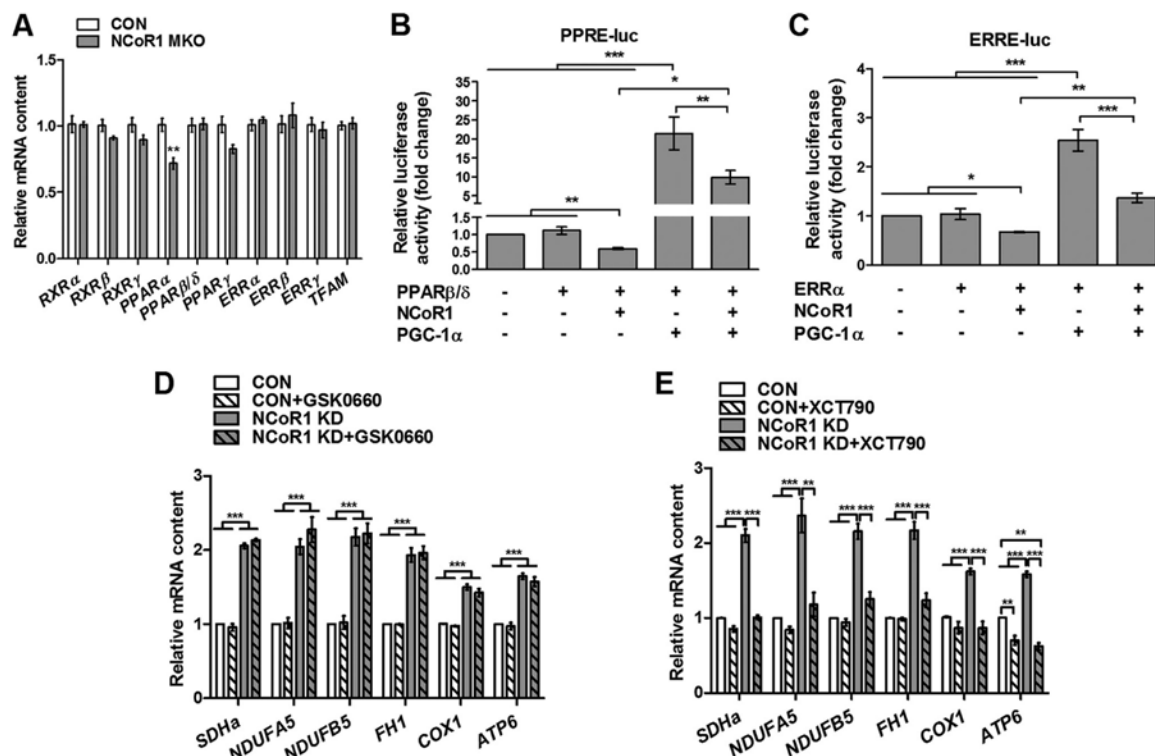 A
CON
NCoR1 MKO
Relative mRNA content
1.5
1.0
0.5
0.0
**
RXRα
RXRβ
RXRγ
PPARα
PPARβ/δ
PPARγ
ERRα
ERRβ
ERRγ
TFAM
B
PPRE-luc
Relative luciferase
activity (fold change)
35
30
25
20
15
10
1.5
1.0
0.5
0.0
***
*
**
**
PPARβ/δ - + + + +
NCoR1 - - + - +
PGC-1α - - - + +
C
ERRE-luc
Relative luciferase
activity (fold change)
4
2
1
0
***
**
***
*
ERRα - + + + +
NCoR1 - - + - +
PGC-1α - - - + +
D
CON
CON+GSK0660
NCoR1 KD
NCoR1 KD+GSK0660
Relative mRNA content
3
2
1
0
*** *** *** *** *** ***
SDHa
NDUFA5
NDUFB5
FH1
COX1
ATP6
E
CON
CON+XCT790
NCoR1 KD
NCoR1 KD+XCT790
Relative mRNA content
3
2
1
0
*** *** *** ** *** *** *** *** *** *** ** *** *** **
SDHa
NDUFA5
NDUFB5
FH1
COX1
ATP6